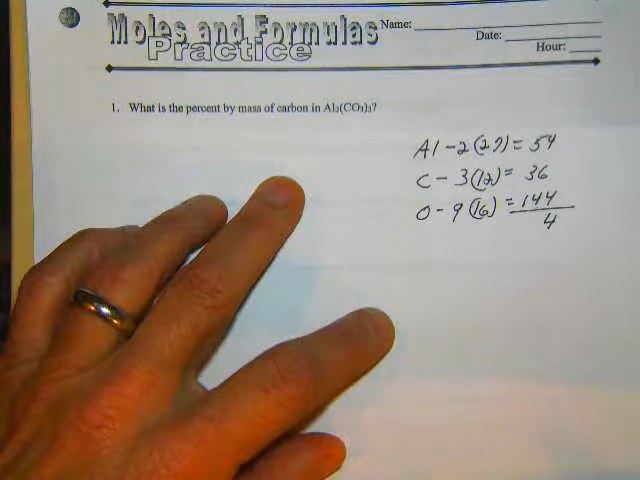 Moles and Formulas
Practice
Name:
Date:
Hour:
1. What is the percent by mass of carbon in Al₂(CO₃)₃?
Al - 2(27) = 54
C - 3(12) = 36
O - 9(16) = 144
4